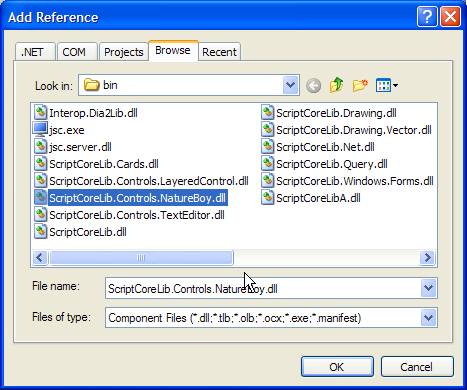 Add Reference
.NET COM Projects Browse Recent
Look in: bin
Interop.Dia2Lib.dll
jsc.exe
jsc.server.dll
ScriptCoreLib.Cards.dll
ScriptCoreLib.Controls.LayeredControl.dll
ScriptCoreLib.Controls.NatureBoy.dll
ScriptCoreLib.Controls.TextEditor.dll
ScriptCoreLib.dll
ScriptCoreLib.Drawing.dll
ScriptCoreLib.Drawing.Vector.dll
ScriptCoreLib.Net.dll
ScriptCoreLib.Query.dll
ScriptCoreLib.Windows.Forms.dll
ScriptCoreLibA.dll
File name: ScriptCoreLib.Controls.NatureBoy.dll
Files of type: Component Files (*.dll;*.tlb;*.olb;*.ocx;*.exe;*.manifest)
OK Cancel